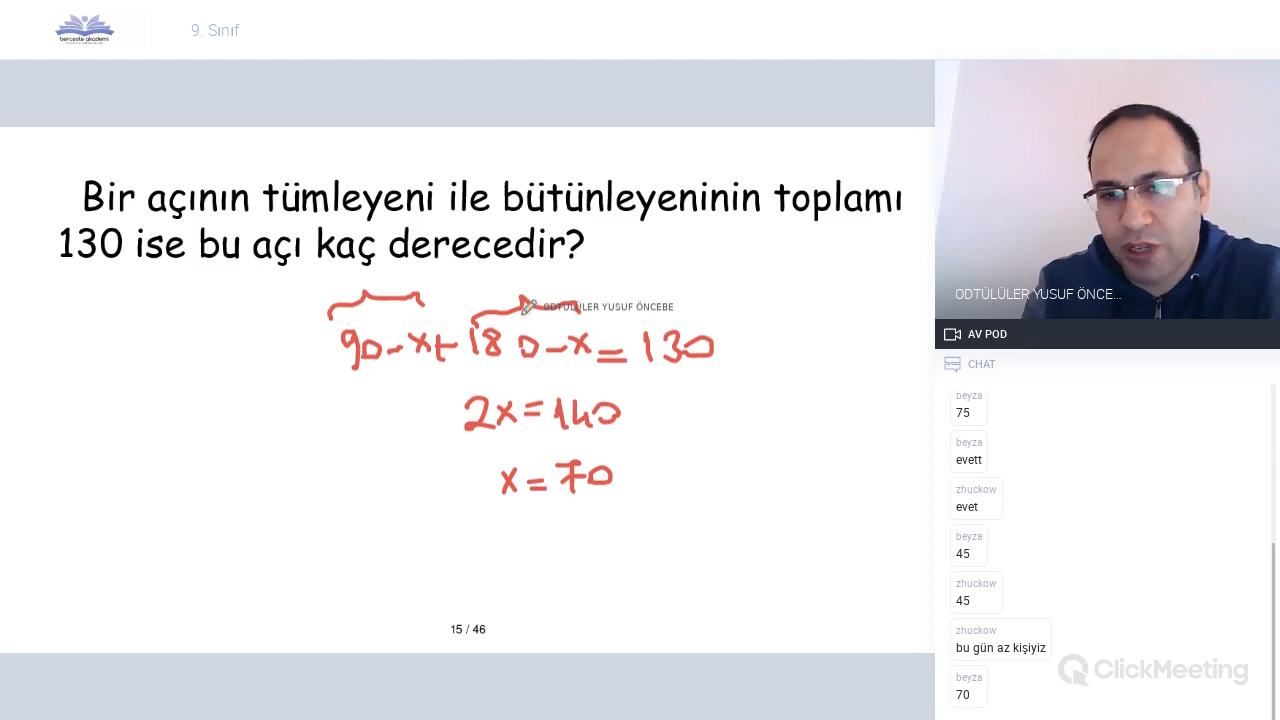 berceste akademi
9. Sınıf
Bir açının tümleyeni ile bütünleyeninin toplamı
130 ise bu açı kaç derecedir?
ODTÜLÜLER YUSUF ÖNCEBE
90-x+180-x=130
2x=140
x=70
15 / 46
ODTÜLÜLER YUSUF ÖNCE...
AV POD
CHAT
beyza
75
beyza
evett
zhuckow
evet
beyza
45
zhuckow
45
zhuckow
bu gün az kişiyiz
beyza
70
ClickMeeting